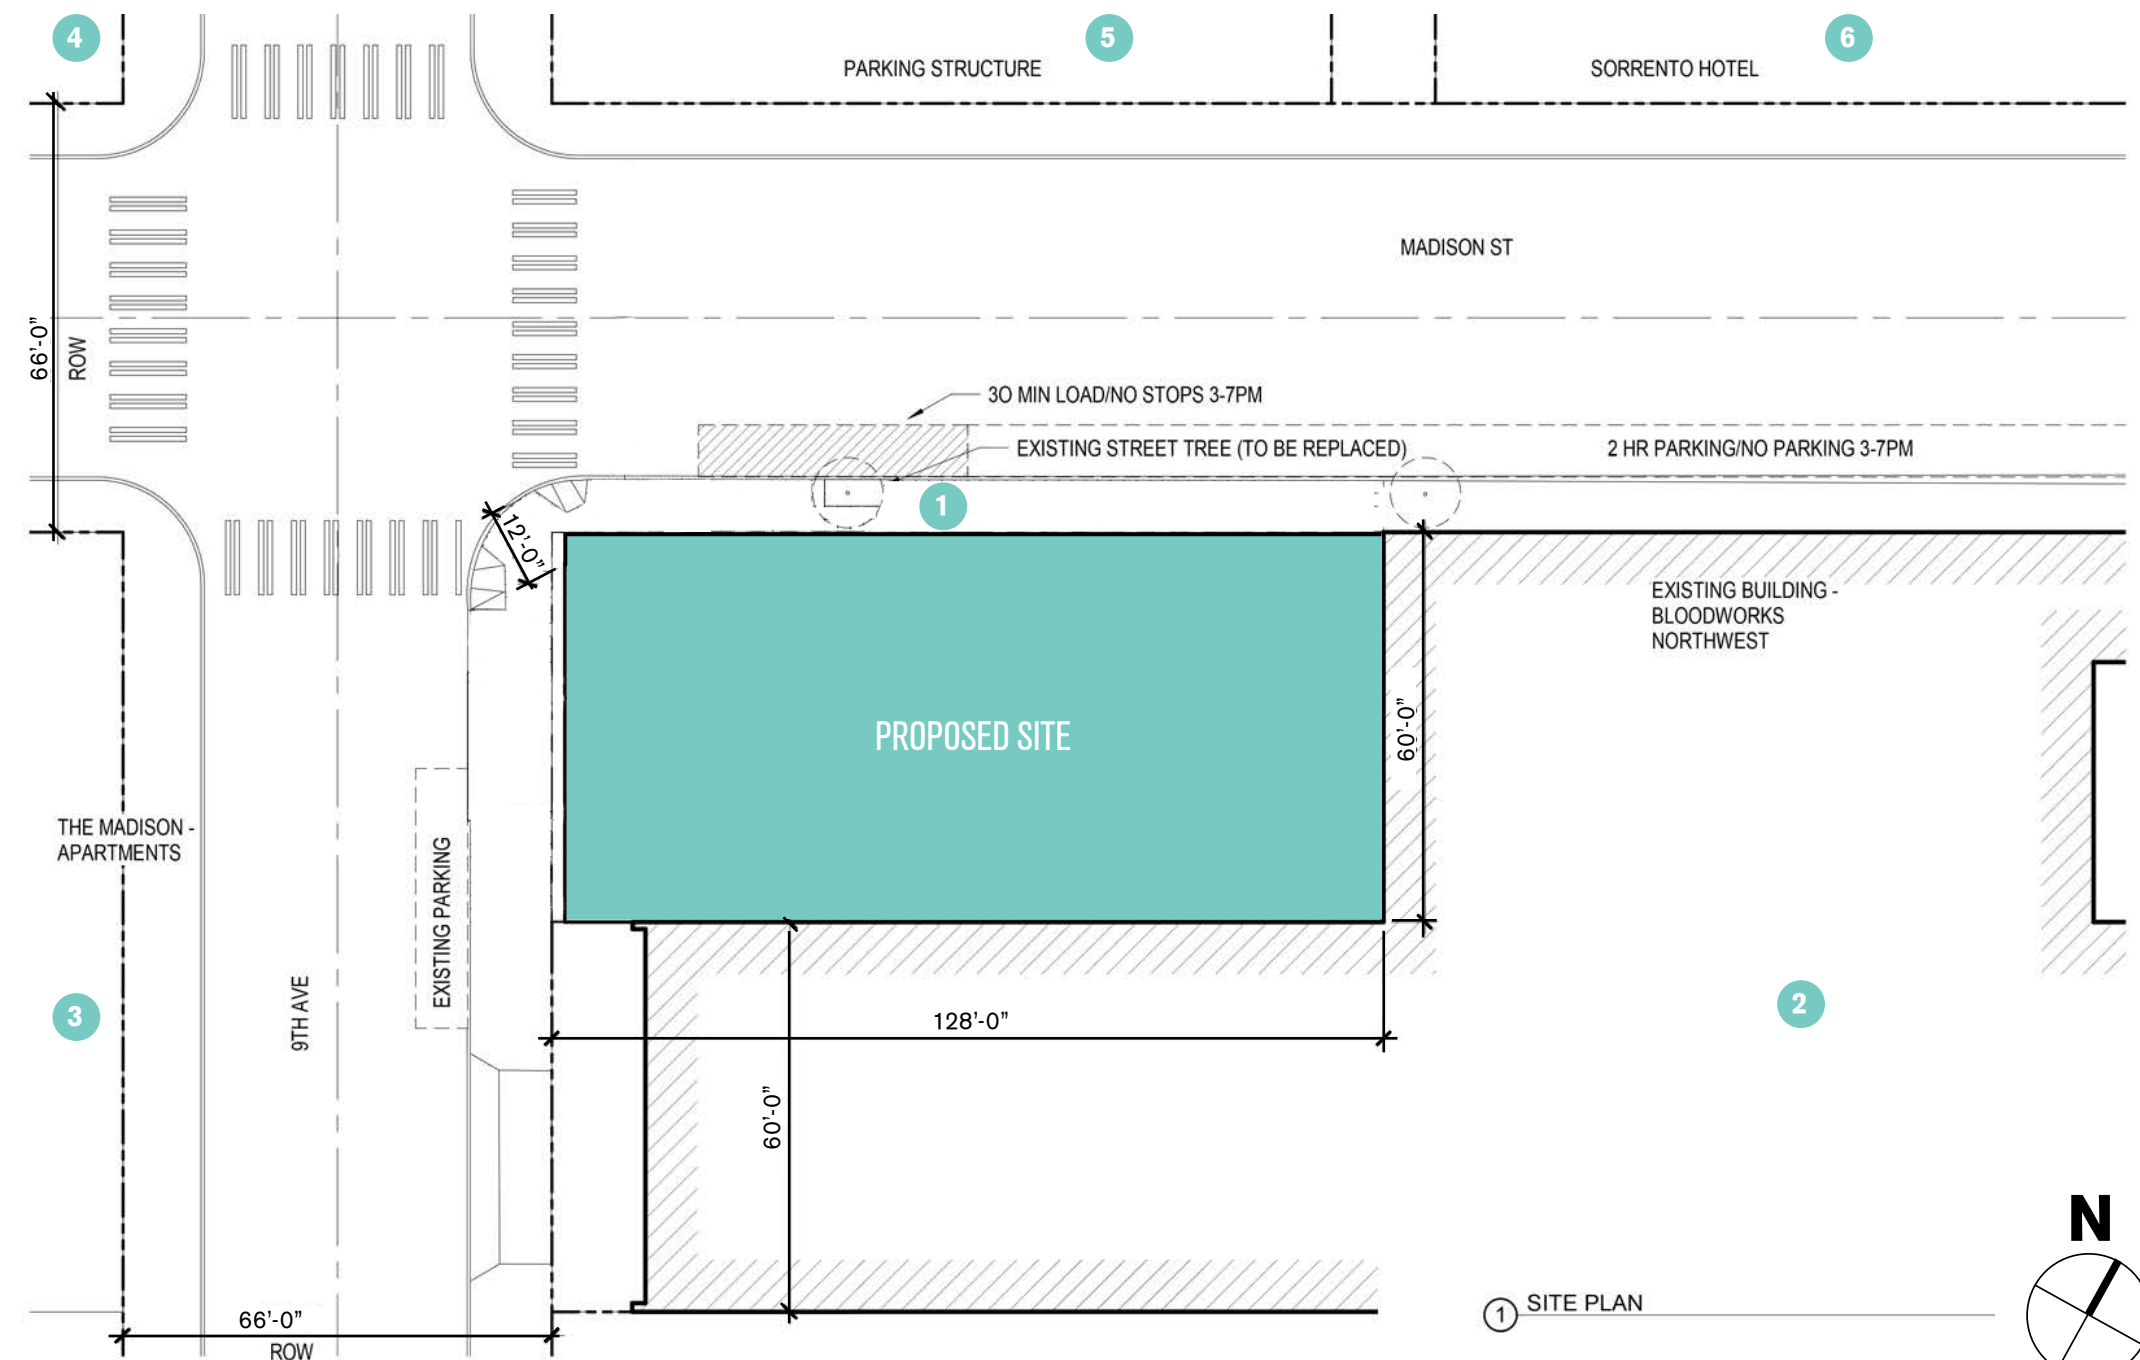 4
5
6
PARKING STRUCTURE
SORRENTO HOTEL
MADISON ST
66'-0"
ROW
3O MIN LOAD/NO STOPS 3-7PM
EXISTING STREET TREE (TO BE REPLACED)
2 HR PARKING/NO PARKING 3-7PM
1
12'-0"
EXISTING BUILDING -
BLOODWORKS
NORTHWEST
PROPOSED SITE
60'-0"
THE MADISON -
APARTMENTS
EXISTING PARKING
3
9TH AVE
2
128'-0"
60'-0"
N
1
SITE PLAN
66'-0"
ROW